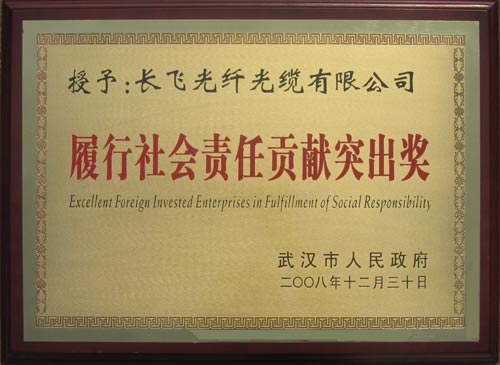 授予：长飞光纤光缆有限公司
履行社会责任贡献突出奖
Excellent Foreign Invested Enterprises in Fulfillment of Social Responsibility
武汉市人民政府
二〇〇八年十二月三十日